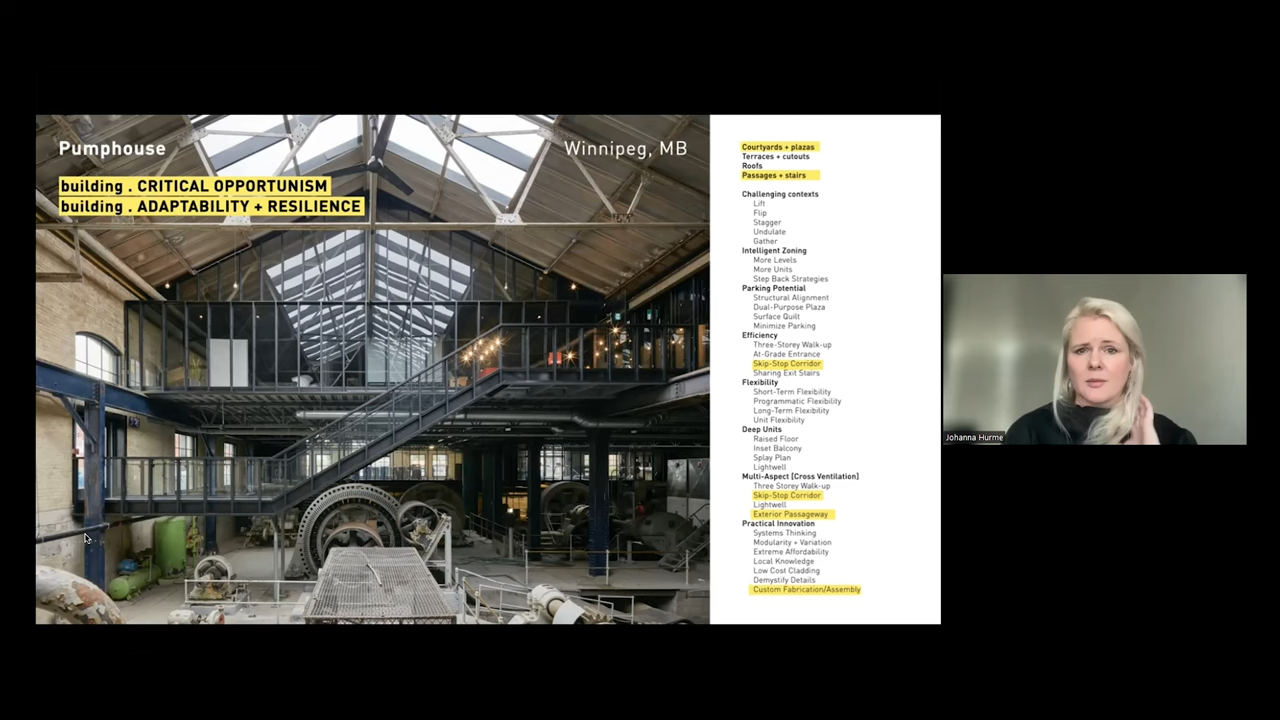 Pumphouse
Winnipeg, MB
building . CRITICAL OPPORTUNISM
building . ADAPTABILITY + RESILIENCE
Courtyards + plazas
Terraces + cutouts
Roofs
Passages + stairs
Challenging contexts
Lift
Flip
Stagger
Undulate
Gather
Intelligent Zoning
More Levels
More Units
Step Back Strategies
Parking Potential
Structural Alignment
Dual-Purpose Plaza
Surface Quilt
Minimize Parking
Efficiency
Three-Storey Walk-up
At-Grade Entrance
Skip-Stop Corridor
Sharing Exit Stairs
Flexibility
Short-Term Flexibility
Programmatic Flexibility
Long-Term Flexibility
Unit Flexibility
Deep Units
Raised Floor
Inset Balcony
Splay Plan
Lightwell
Multi-Aspect [Cross Ventilation]
Three Storey Walk-up
Skip-Stop Corridor
Lightwell
Exterior Passageway
Practical Innovation
Systems Thinking
Modularity + Variation
Extreme Affordability
Local Knowledge
Low Cost Cladding
Demystify Details
Custom Fabrication/Assembly
Johanna Hurme